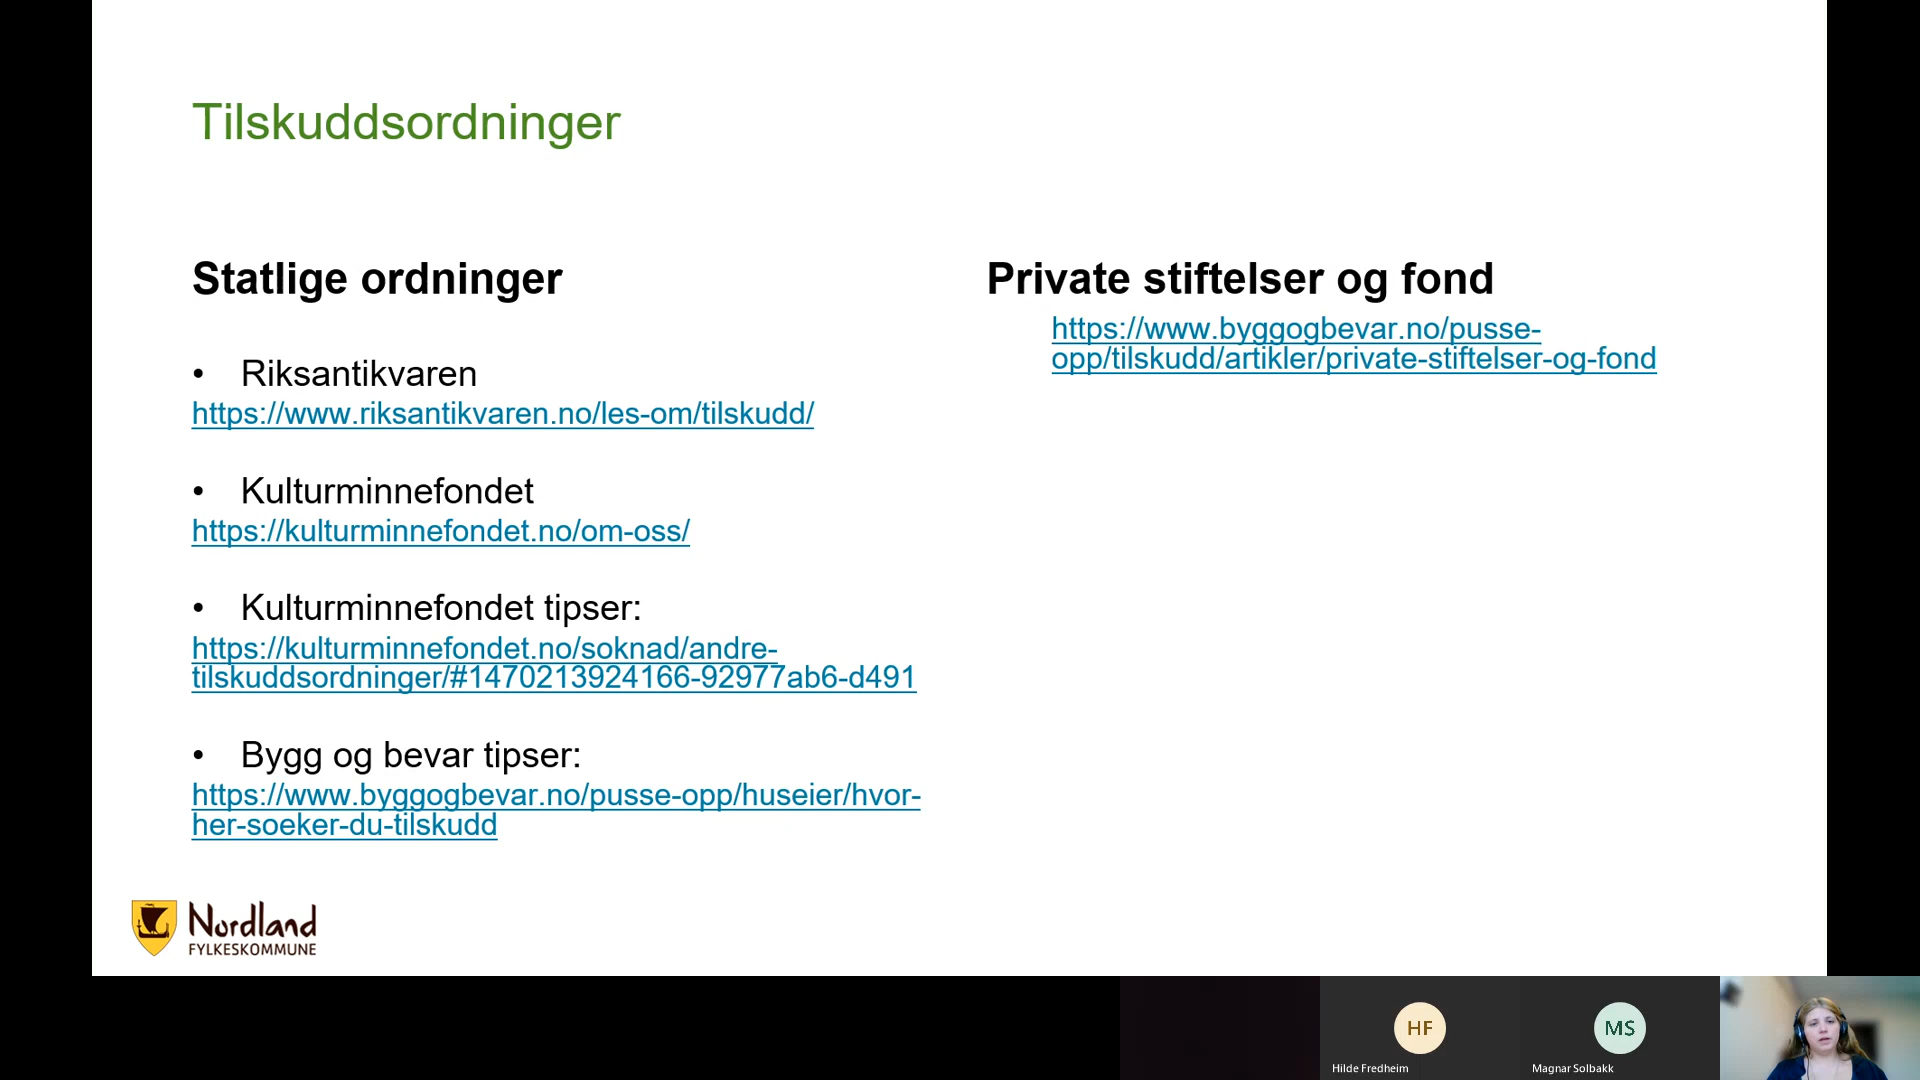 Tilskuddsordninger
Statlige ordninger
• Riksantikvaren
https://www.riksantikvaren.no/les-om/tilskudd/
• Kulturminnefondet
https://kulturminnefondet.no/om-oss/
• Kulturminnefondet tipser:
https://kulturminnefondet.no/soknad/andre-
tilskuddsordninger/#1470213924166-92977ab6-d491
• Bygg og bevar tipser:
https://www.byggogbevar.no/pusse-opp/huseier/hvor-
her-soeker-du-tilskudd
Private stiftelser og fond
https://www.byggogbevar.no/pusse-
opp/tilskudd/artikler/private-stiftelser-og-fond
Nordland
FYLKESKOMMUNE
HF
Hilde Fredheim
MS
Magnar Solbakk